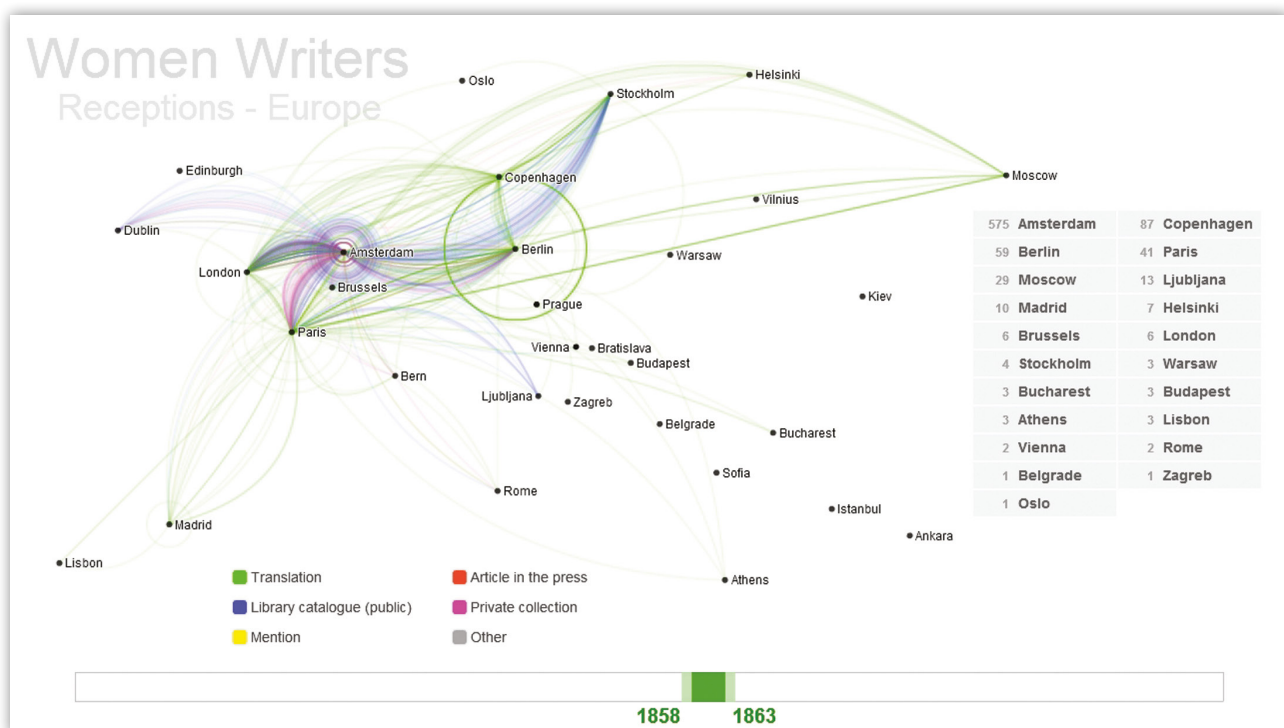 Women Writers
Receptions - Europe
Oslo
Helsinki
Stockholm
Edinburgh
Copenhagen
Moscow
Vilnius
Dublin
Amsterdam
Berlin
Warsaw
London
Brussels
Prague
Kiev
Paris
Vienna
Bratislava
Budapest
Bern
Ljubljana
Zagreb
Belgrade
Bucharest
Sofia
Rome
Istanbul
Madrid
Ankara
Lisbon
Athens
575 Amsterdam 87 Copenhagen
59 Berlin 41 Paris
29 Moscow 13 Ljubljana
10 Madrid 7 Helsinki
6 Brussels 6 London
4 Stockholm 3 Warsaw
3 Bucharest 3 Budapest
3 Athens 3 Lisbon
2 Vienna 2 Rome
1 Belgrade 1 Zagreb
1 Oslo
Translation Article in the press
Library catalogue (public) Private collection
Mention Other
1858 1863